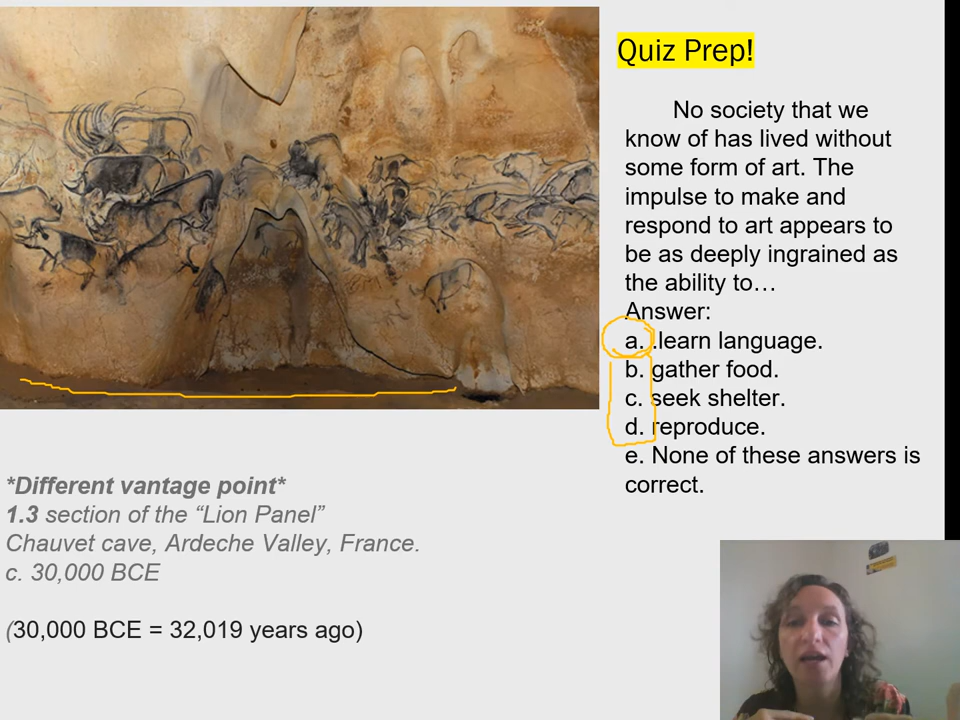 Quiz Prep!
No society that we
know of has lived without
some form of art. The
impulse to make and
respond to art appears to
be as deeply ingrained as
the ability to…
Answer:
a. .learn language.
b. gather food.
c. seek shelter.
d. reproduce.
e. None of these answers is
correct.
*Different vantage point*
1.3 section of the “Lion Panel”
Chauvet cave, Ardeche Valley, France.
c. 30,000 BCE
(30,000 BCE = 32,019 years ago)